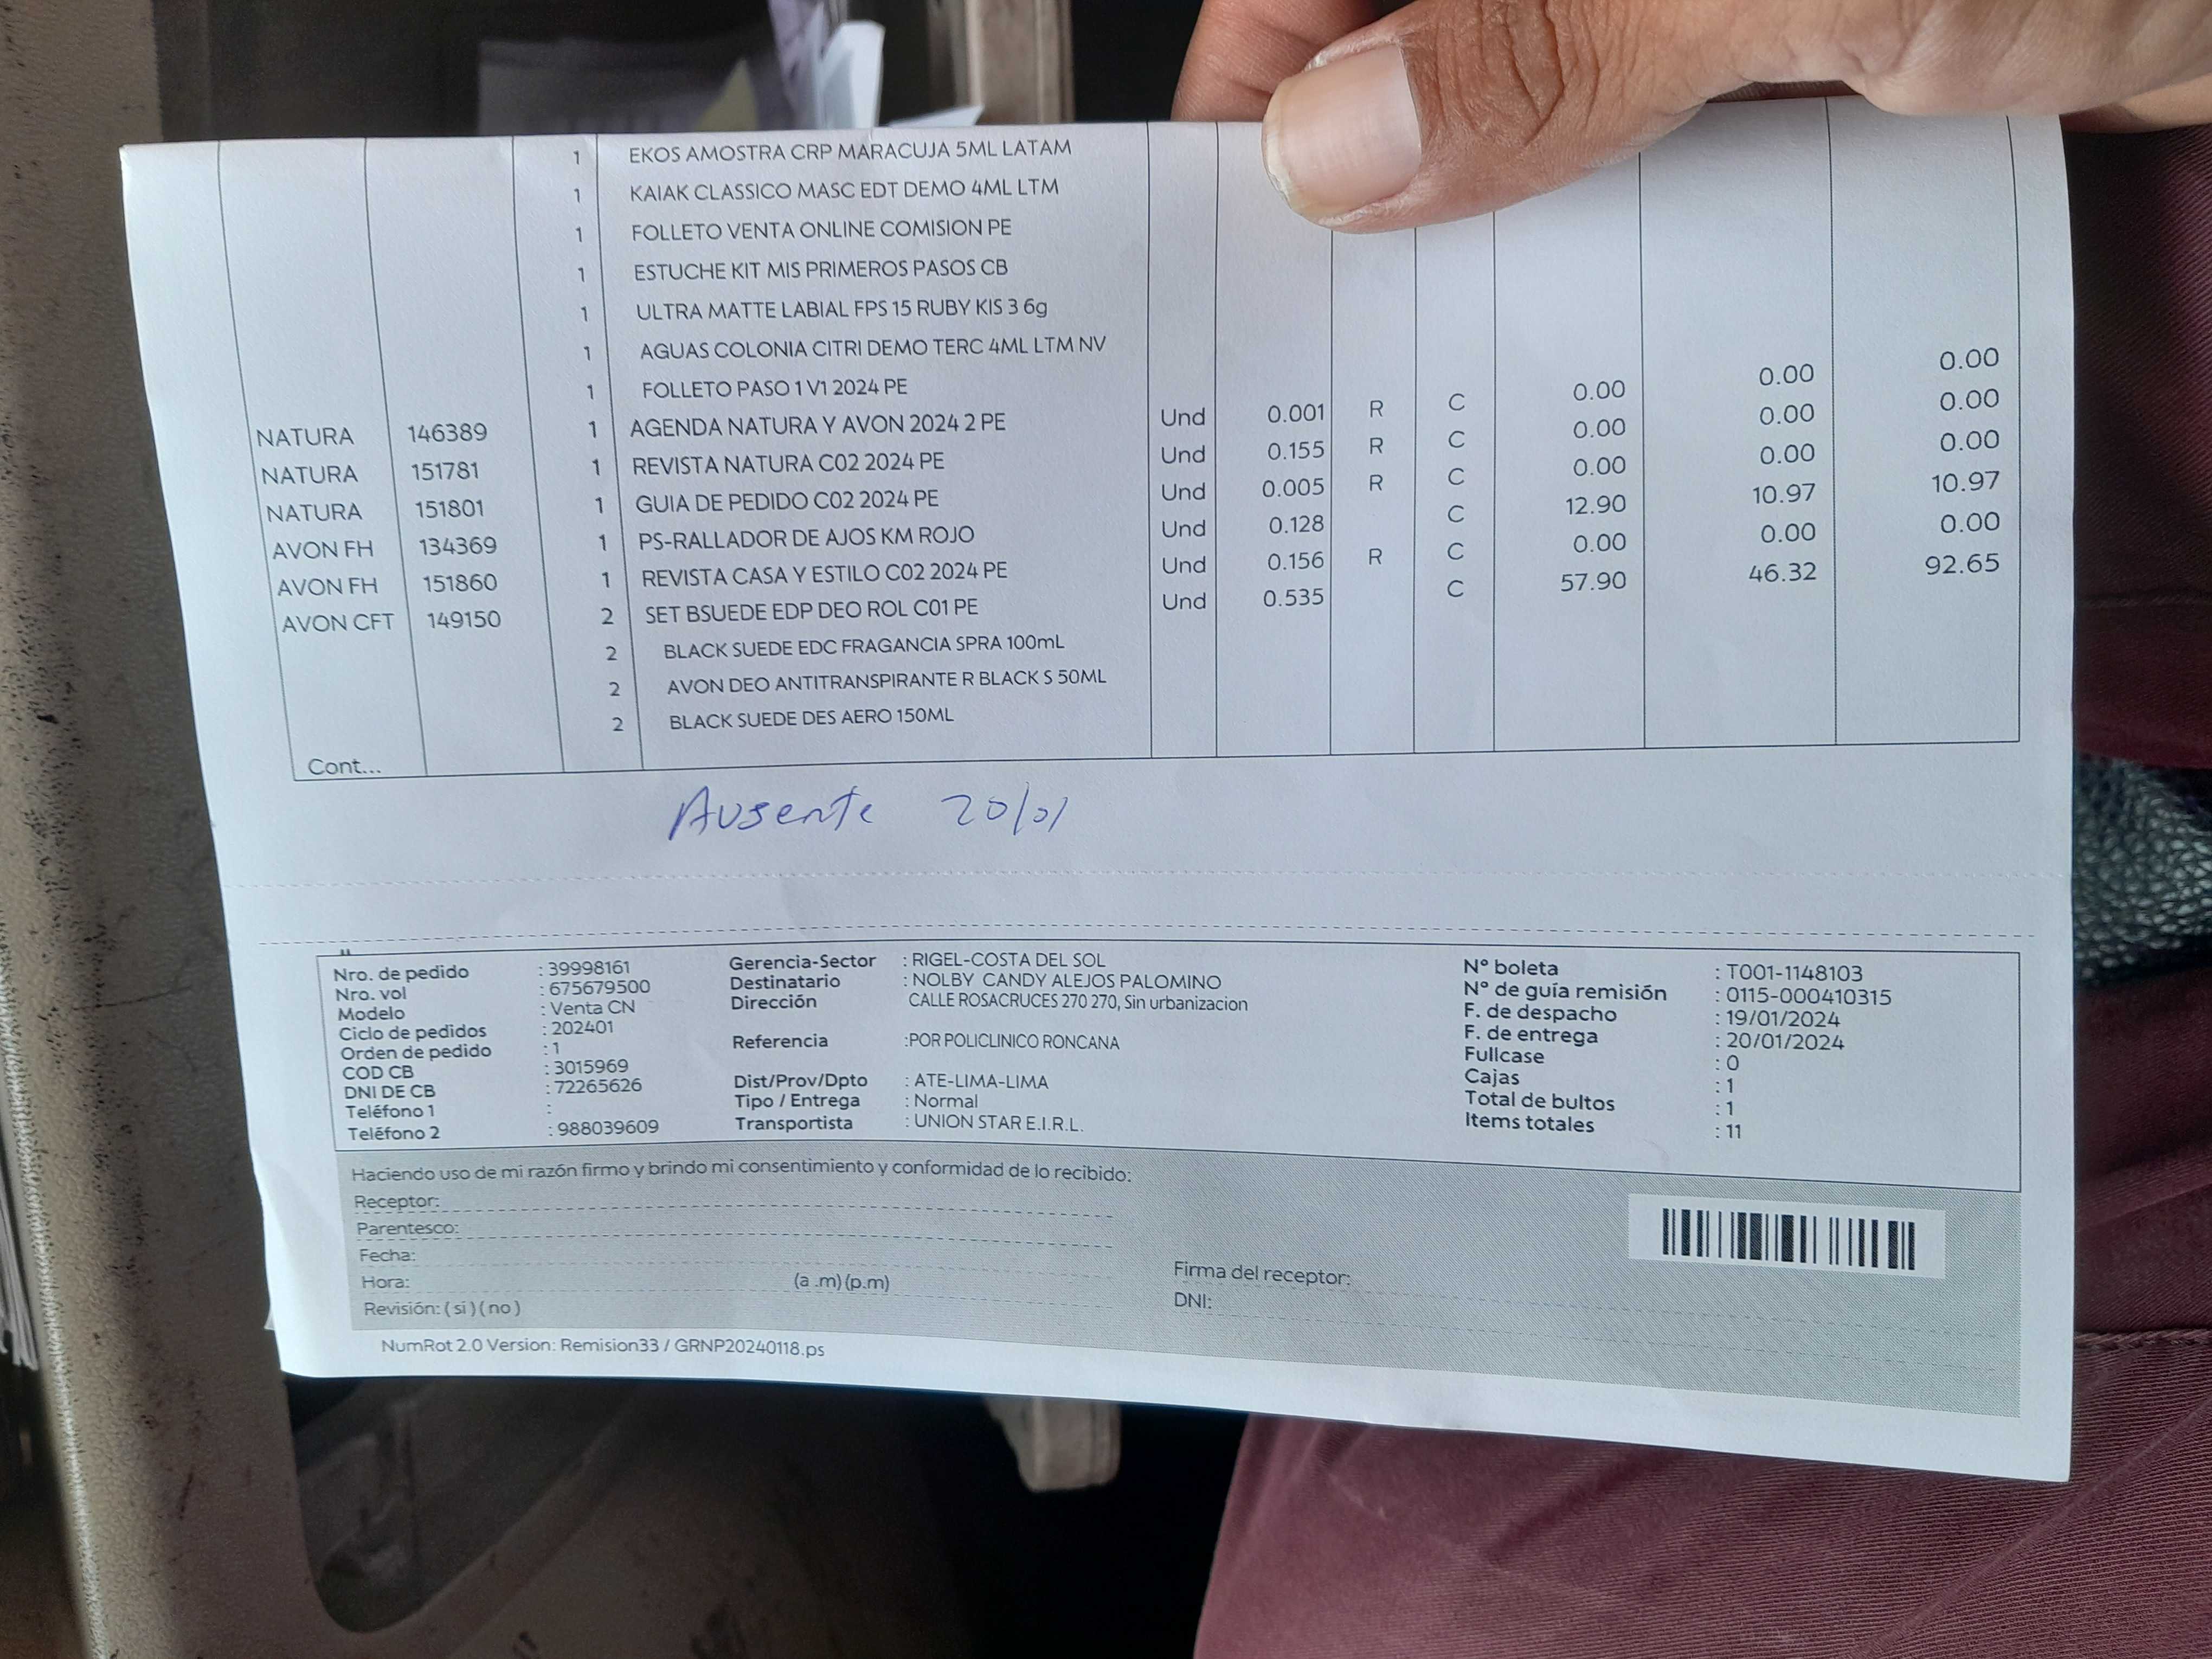 1 EKOS AMOSTRA CRP MARACUJA 5ML LATAM
1 KAIAK CLASSICO MASC EDT DEMO 4ML LTM
1 FOLLETO VENTA ONLINE COMISION PE
1 ESTUCHE KIT MIS PRIMEROS PASOS CB
1 ULTRA MATTE LABIAL FPS 15 RUBY KIS 3 6g
1 AGUAS COLONIA CITRI DEMO TERC 4ML LTM NV
1 FOLLETO PASO 1 V1 2024 PE
NATURA 146389 1 AGENDA NATURA Y AVON 2024 2 PE Und 0.001 R C 0.00 0.00 0.00
NATURA 151781 1 REVISTA NATURA C02 2024 PE Und 0.155 R C 0.00 0.00 0.00
NATURA 151801 1 GUIA DE PEDIDO C02 2024 PE Und 0.005 R C 0.00 0.00 0.00
AVON FH 134369 1 PS-RALLADOR DE AJOS KM ROJO Und 0.128 C 12.90 10.97 10.97
AVON FH 151860 1 REVISTA CASA Y ESTILO C02 2024 PE Und 0.156 R C 0.00 0.00 0.00
AVON CFT 149150 2 SET BSUEDE EDP DEO ROL C01 PE Und 0.535 C 57.90 46.32 92.65
2 BLACK SUEDE EDC FRAGANCIA SPRA 100mL
2 AVON DEO ANTITRANSPIRANTE R BLACK S 50ML
2 BLACK SUEDE DES AERO 150ML
Cont...
Ausente 20/01
Nro. de pedido : 39998161
Nro. vol : 675679500
Modelo : Venta CN
Ciclo de pedidos : 202401
Orden de pedido : 1
COD CB : 3015969
DNI DE CB : 72265626
Teléfono 1 :
Teléfono 2 : 988039609
Gerencia-Sector : RIGEL-COSTA DEL SOL
Destinatario : NOLBY CANDY ALEJOS PALOMINO
Dirección CALLE ROSACRUCES 270 270, Sin urbanizacion
Referencia :POR POLICLINICO RONCANA
Dist/Prov/Dpto : ATE-LIMA-LIMA
Tipo / Entrega : Normal
Transportista : UNION STAR E.I.R.L.
N° boleta : T001-1148103
N° de guía remisión : 0115-000410315
F. de despacho : 19/01/2024
F. de entrega : 20/01/2024
Fullcase : 0
Cajas : 1
Total de bultos : 1
Items totales : 11
Haciendo uso de mi razón firmo y brindo mi consentimiento y conformidad de lo recibido:
Receptor:
Parentesco:
Fecha:
Hora: (a .m) (p.m)
Revisión: ( si ) ( no )
Firma del receptor:
DNI:
NumRot 2.0 Version: Remision33 / GRNP20240118.ps